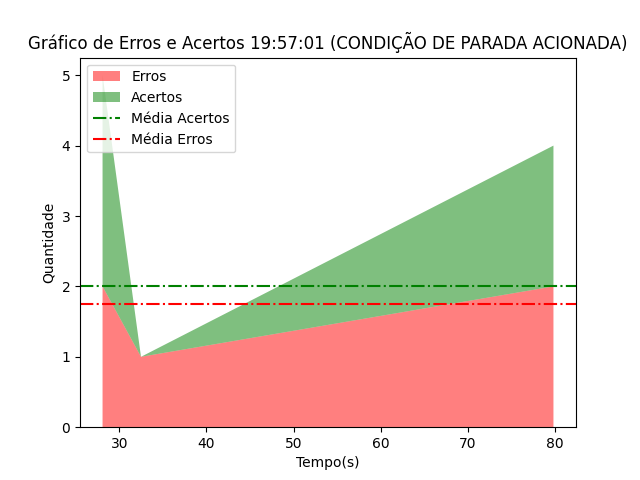 Gráfico de Erros e Acertos 19:57:01 (CONDIÇÃO DE PARADA ACIONADA)
Erros
Acertos
Média Acertos
Média Erros
Quantidade
5
4
3
2
1
0
30 40 50 60 70 80
Tempo(s)